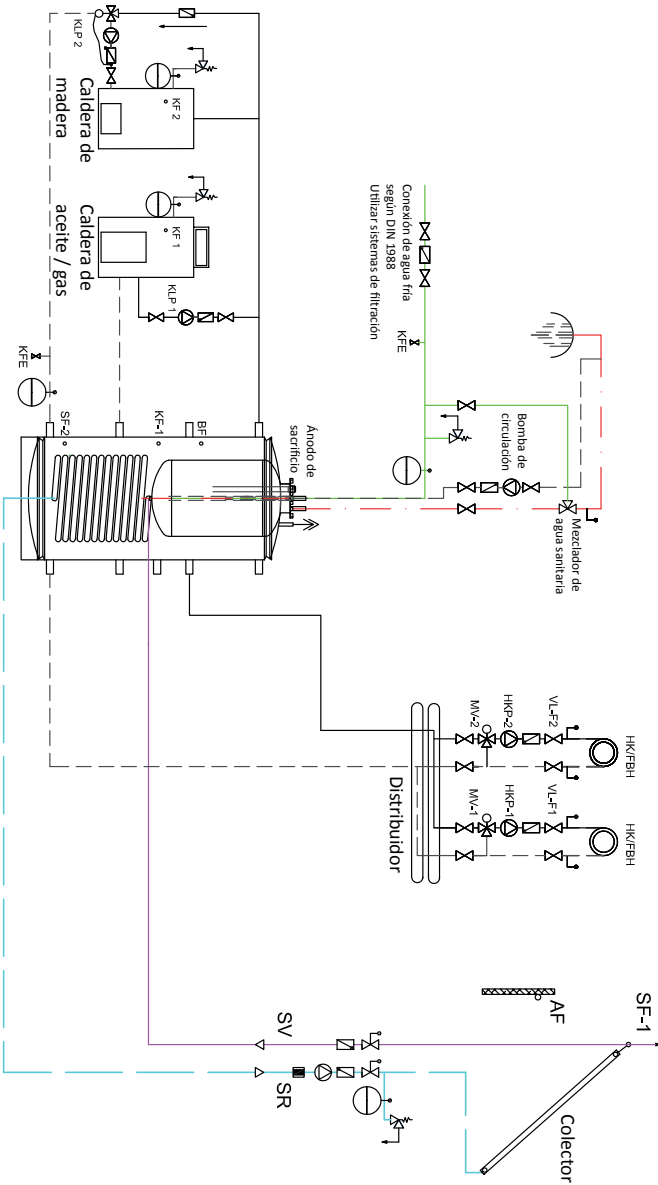 KLP 2
KF 2
Caldera de
madera
KF 1
Caldera de
aceite / gas
KLP 1
KFE
Conexión de agua fría
según DIN 1988
Utilizar sistemas de filtración
KFE
Bomba de
circulación
Mezclador de
agua sanitaria
Ánodo de
sacrificio
BF
KF-1
SF-2
HK/FBH
HK/FBH
VL-F2
HKP-2
MV-2
VL-F1
HKP-1
MV-1
Distribuidor
SF-1
AF
Colector
SV
SR